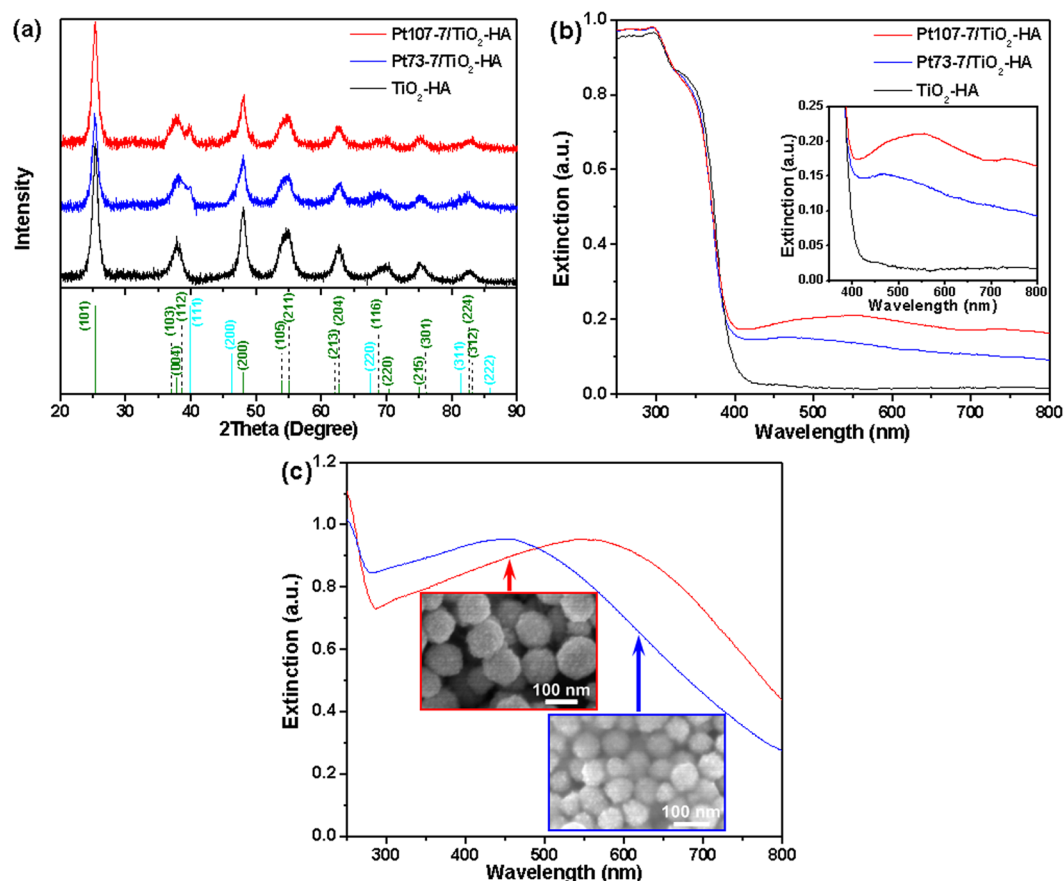 (a)
Pt107-7/TiO₂-HA
Pt73-7/TiO₂-HA
TiO₂-HA
Intensity
(101)
(103)
(004)
(112)
(111)
(200)
(200)
(105)
(211)
(213)
(204)
(220)
(116)
(220)
(215)
(301)
(311)
(224)
(312)
(222)
20 30 40 50 60 70 80 90
2Theta (Degree)
(b)
Pt107-7/TiO₂-HA
Pt73-7/TiO₂-HA
TiO₂-HA
Extinction (a.u.)
1.0
0.8
0.6
0.4
0.2
0.0
300 400 500 600 700 800
Wavelength (nm)
Extinction (a.u.)
0.25
0.20
0.15
0.10
0.05
0.00
400 500 600 700 800
Wavelength (nm)
(c)
Extinction (a.u.)
1.2
1.0
0.8
0.6
0.4
0.2
0.0
100 nm
100 nm
300 400 500 600 700 800
Wavelength (nm)